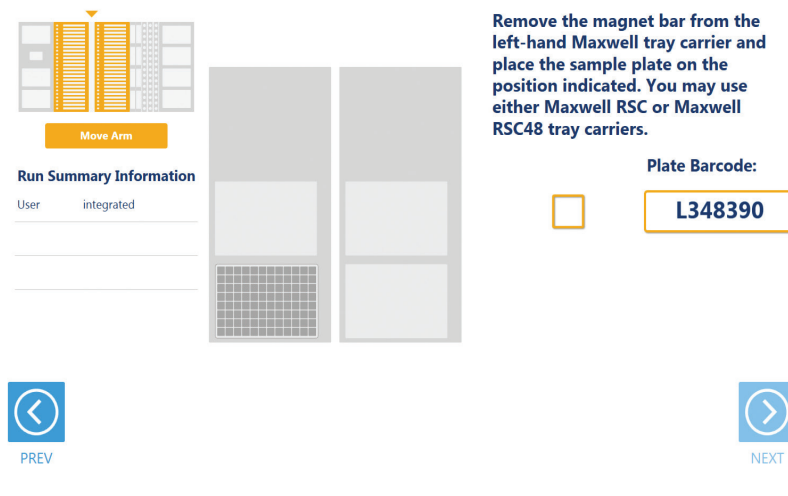 Move Arm
Run Summary Information
User integrated
Remove the magnet bar from the
left-hand Maxwell tray carrier and
place the sample plate on the
position indicated. You may use
either Maxwell RSC or Maxwell
RSC48 tray carriers.
Plate Barcode:
L348390
PREV
NEXT